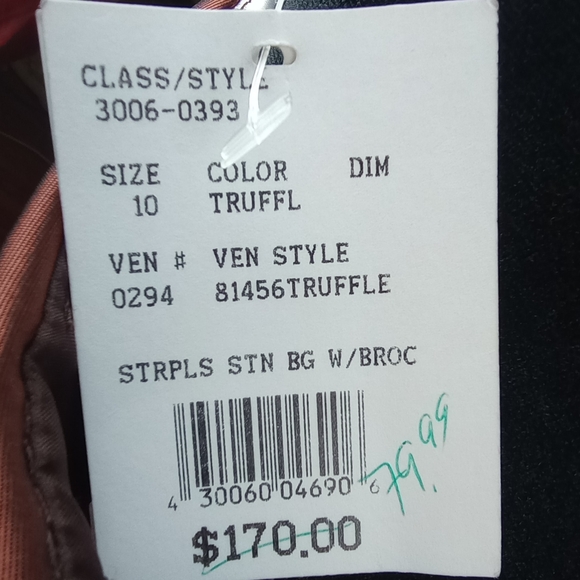 CLASS/STYLE
3006-0393
SIZE COLOR DIM
10 TRUFFL
VEN # VEN STYLE
0294 81456TRUFFLE
STRPLS STN BG W/BROC
4 30060 04690 6
79.99
$170.00